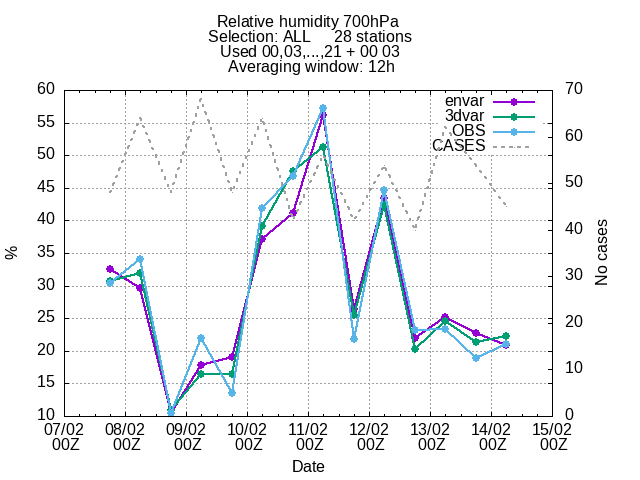 Relative humidity 700hPa
Selection: ALL 28 stations
Used 00,03,...,21 + 00 03
Averaging window: 12h
envar
3dvar
OBS
CASES
60
55
50
45
40
35
30
25
20
15
10
%
70
60
50
40
30
20
10
0
No cases
07/02 08/02 09/02 10/02 11/02 12/02 13/02 14/02 15/02
00Z 00Z 00Z 00Z 00Z 00Z 00Z 00Z 00Z
Date